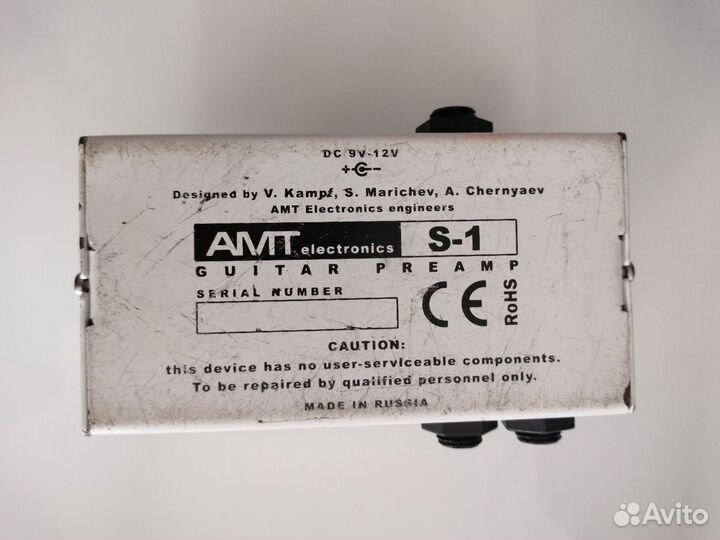 DC 9V-12V
+ -
Designed by V. Kampf, S. Marichev, A. Chernyaev
AMT Electronics engineers
AMT electronics S-1
GUITAR PREAMP
SERIAL NUMBER
CE RoHS
CAUTION:
this device has no user-serviceable components.
To be repaired by qualified personnel only.
MADE IN RUSSIA
Avito